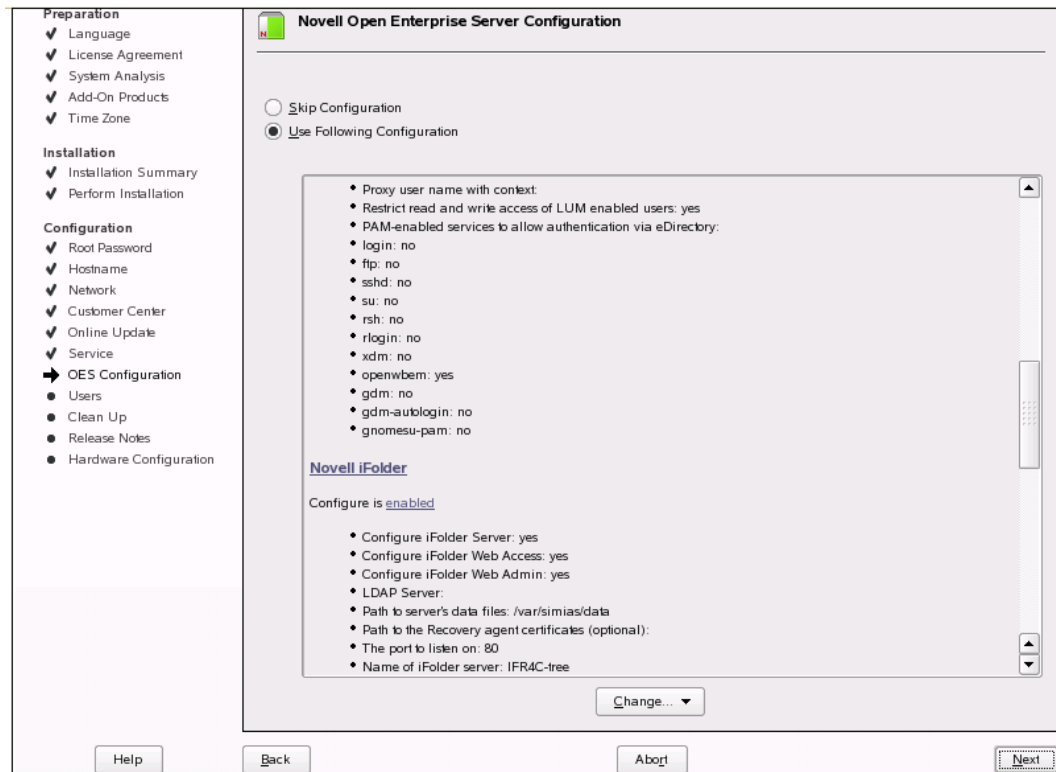 Preparation
Language
License Agreement
System Analysis
Add-On Products
Time Zone
Installation
Installation Summary
Perform Installation
Configuration
Root Password
Hostname
Network
Customer Center
Online Update
Service
OES Configuration
Users
Clean Up
Release Notes
Hardware Configuration
N
Novell Open Enterprise Server Configuration
Skip Configuration
Use Following Configuration
Proxy user name with context:
Restrict read and write access of LUM enabled users: yes
PAM-enabled services to allow authentication via eDirectory:
login: no
ftp: no
sshd: no
su: no
rsh: no
rlogin: no
xdm: no
openwbem: yes
gdm: no
gdm-autologin: no
gnomesu-pam: no
Novell iFolder
Configure is enabled
Configure iFolder Server: yes
Configure iFolder Web Access: yes
Configure iFolder Web Admin: yes
LDAP Server:
Path to server's data files: /var/simias/data
Path to the Recovery agent certificates (optional):
The port to listen on: 80
Name of iFolder server: IFR4C-tree
Change...
Help
Back
Abort
Next